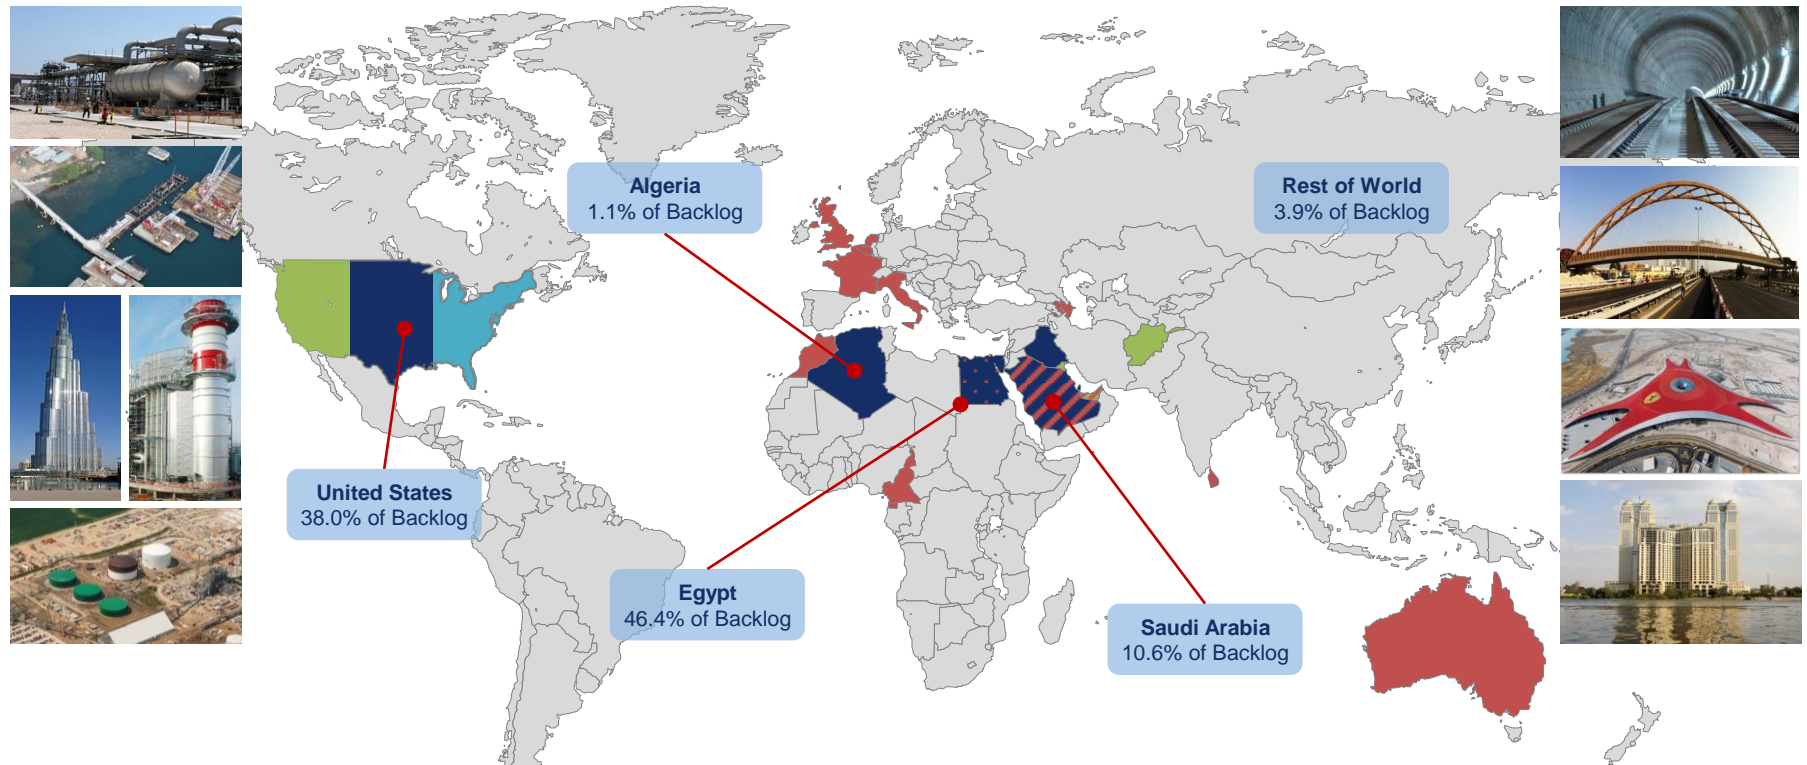 Algeria
1.1% of Backlog
Rest of World
3.9% of Backlog
United States
38.0% of Backlog
Egypt
46.4% of Backlog
Saudi Arabia
10.6% of Backlog